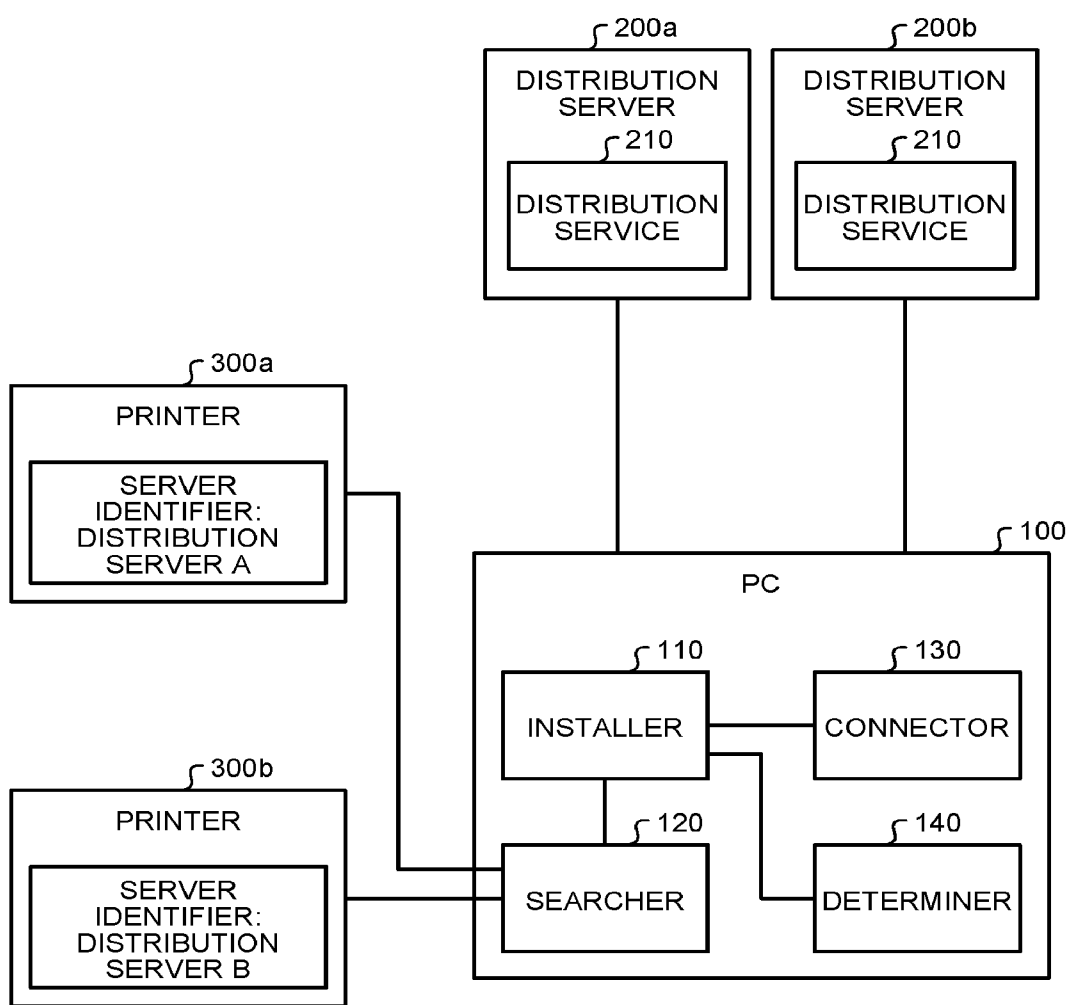 200a
DISTRIBUTION
SERVER
210
DISTRIBUTION
SERVICE
200b
DISTRIBUTION
SERVER
210
DISTRIBUTION
SERVICE
300a
PRINTER
SERVER
IDENTIFIER:
DISTRIBUTION
SERVER A
300b
PRINTER
SERVER
IDENTIFIER:
DISTRIBUTION
SERVER B
100
PC
110
INSTALLER
130
CONNECTOR
120
SEARCHER
140
DETERMINER